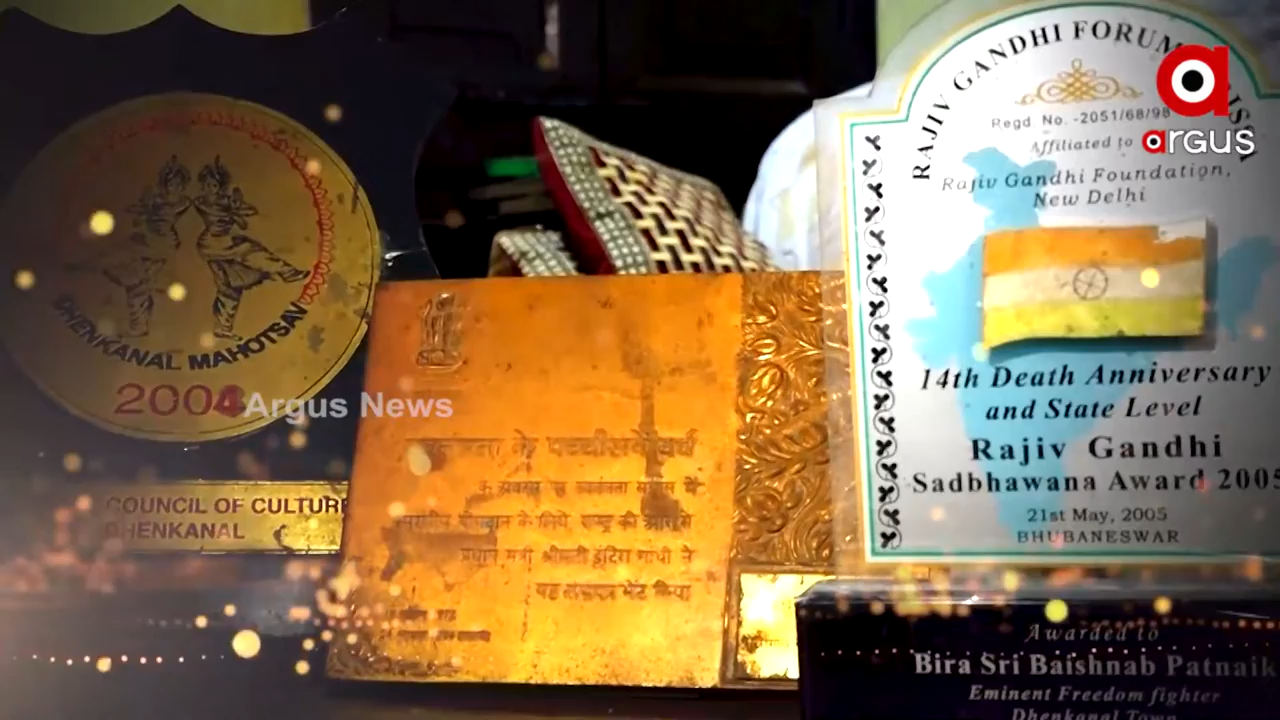 DHENKANAL MAHOTSAV
2004
COUNCIL OF CULTURE
DHENKANAL
Argus News
के पच्चीसवें वर्ष
के अवसर पर स्वतंत्रता संग्राम में
के लिये राष्ट्र की ओर से
प्रधान मंत्री श्रीमती इंदिरा गांधी ने
यह ताम्रपत्र भेंट किया
RAJIV GANDHI FORUM
Regd. No. -2051/68/98
Affiliated to
Rajiv Gandhi Foundation,
New Delhi
14th Death Anniversary
and State Level
Rajiv Gandhi
Sadbhawana Award 2005
21st May, 2005
BHUBANESWAR
Awarded to
Bira Sri Baishnab Patnaik
Eminent Freedom fighter
Dhenkanal Town
argus